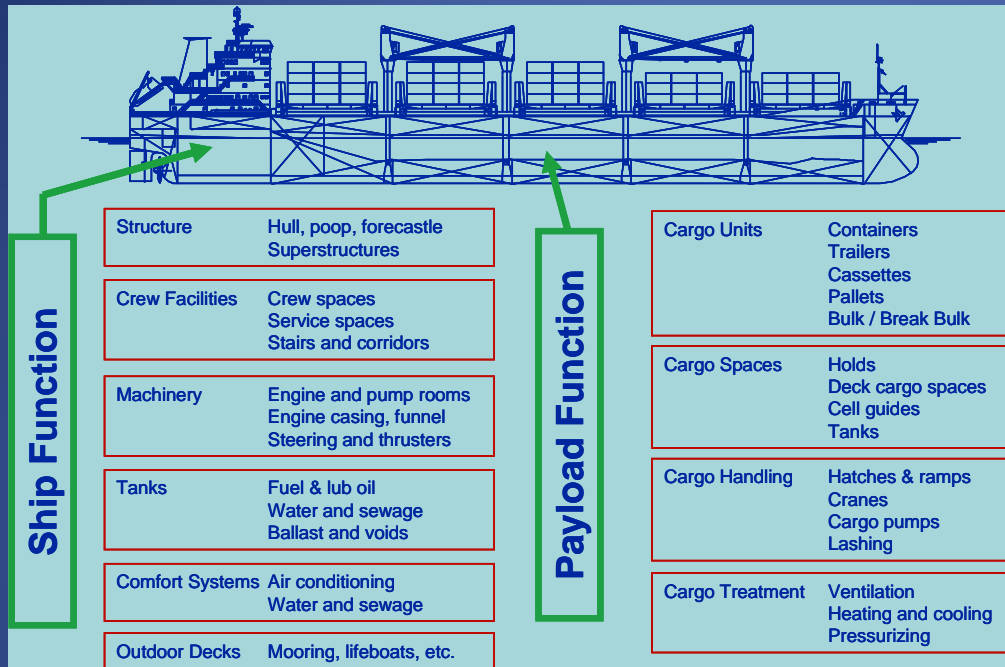 Ship Function
Structure Hull, poop, forecastle
Superstructures
Crew Facilities Crew spaces
Service spaces
Stairs and corridors
Machinery Engine and pump rooms
Engine casing, funnel
Steering and thrusters
Tanks Fuel & lub oil
Water and sewage
Ballast and voids
Comfort Systems Air conditioning
Water and sewage
Outdoor Decks Mooring, lifeboats, etc.
Payload Function
Cargo Units Containers
Trailers
Cassettes
Pallets
Bulk / Break Bulk
Cargo Spaces Holds
Deck cargo spaces
Cell guides
Tanks
Cargo Handling Hatches & ramps
Cranes
Cargo pumps
Lashing
Cargo Treatment Ventilation
Heating and cooling
Pressurizing